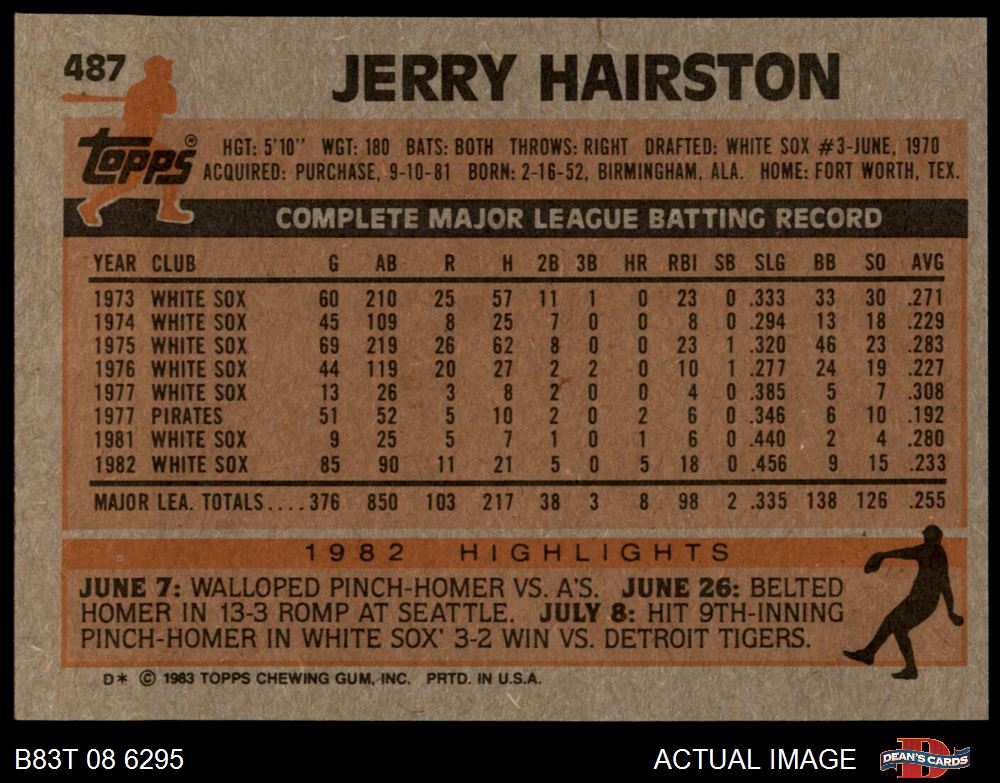 487
JERRY HAIRSTON
topps®
HGT: 5'10" WGT: 180 BATS: BOTH THROWS: RIGHT DRAFTED: WHITE SOX #3-JUNE, 1970
ACQUIRED: PURCHASE, 9-10-81 BORN: 2-16-52, BIRMINGHAM, ALA. HOME: FORT WORTH, TEX.
COMPLETE MAJOR LEAGUE BATTING RECORD
YEAR CLUB G AB R H 2B 3B HR RBI SB SLG BB SO AVG
1973 WHITE SOX 60 210 25 57 11 1 0 23 0 .333 33 30 .271
1974 WHITE SOX 45 109 8 25 7 0 0 8 0 .294 13 18 .229
1975 WHITE SOX 69 219 26 62 8 0 0 23 1 .320 46 23 .283
1976 WHITE SOX 44 119 20 27 2 2 0 10 1 .277 24 19 .227
1977 WHITE SOX 13 26 3 8 2 0 0 4 0 .385 5 7 .308
1977 PIRATES 51 52 5 10 2 0 2 6 0 .346 6 10 .192
1981 WHITE SOX 9 25 5 7 1 0 1 6 0 .440 2 4 .280
1982 WHITE SOX 85 90 11 21 5 0 5 18 0 .456 9 15 .233
MAJOR LEA. TOTALS....376 850 103 217 38 3 8 98 2 .335 138 126 .255
1982 HIGHLIGHTS
JUNE 7: WALLOPED PINCH-HOMER VS. A'S. JUNE 26: BELTED
HOMER IN 13-3 ROMP AT SEATTLE. JULY 8: HIT 9TH-INNING
PINCH-HOMER IN WHITE SOX' 3-2 WIN VS. DETROIT TIGERS.
D* © 1983 TOPPS CHEWING GUM, INC. PRTD. IN U.S.A.
B83T 08 6295
ACTUAL IMAGE
D
DEAN'S CARDS